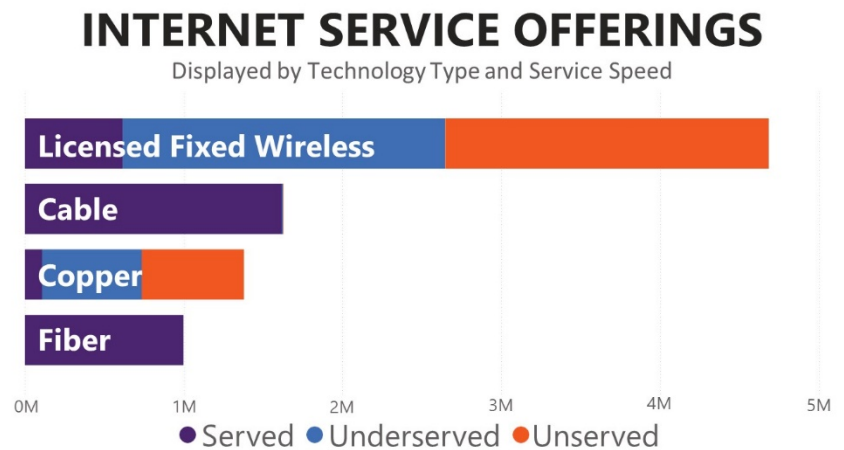 INTERNET SERVICE OFFERINGS
Displayed by Technology Type and Service Speed
Licensed Fixed Wireless
Cable
Copper
Fiber
0M 1M 2M 3M 4M 5M
Served Underserved Unserved